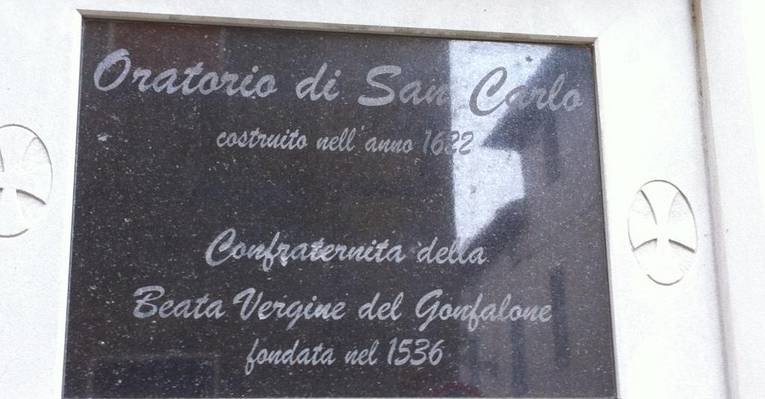 Oratorio di San Carlo
costruito nell'anno 1622
Confraternita della
Beata Vergine del Gonfalone
fondata nel 1536